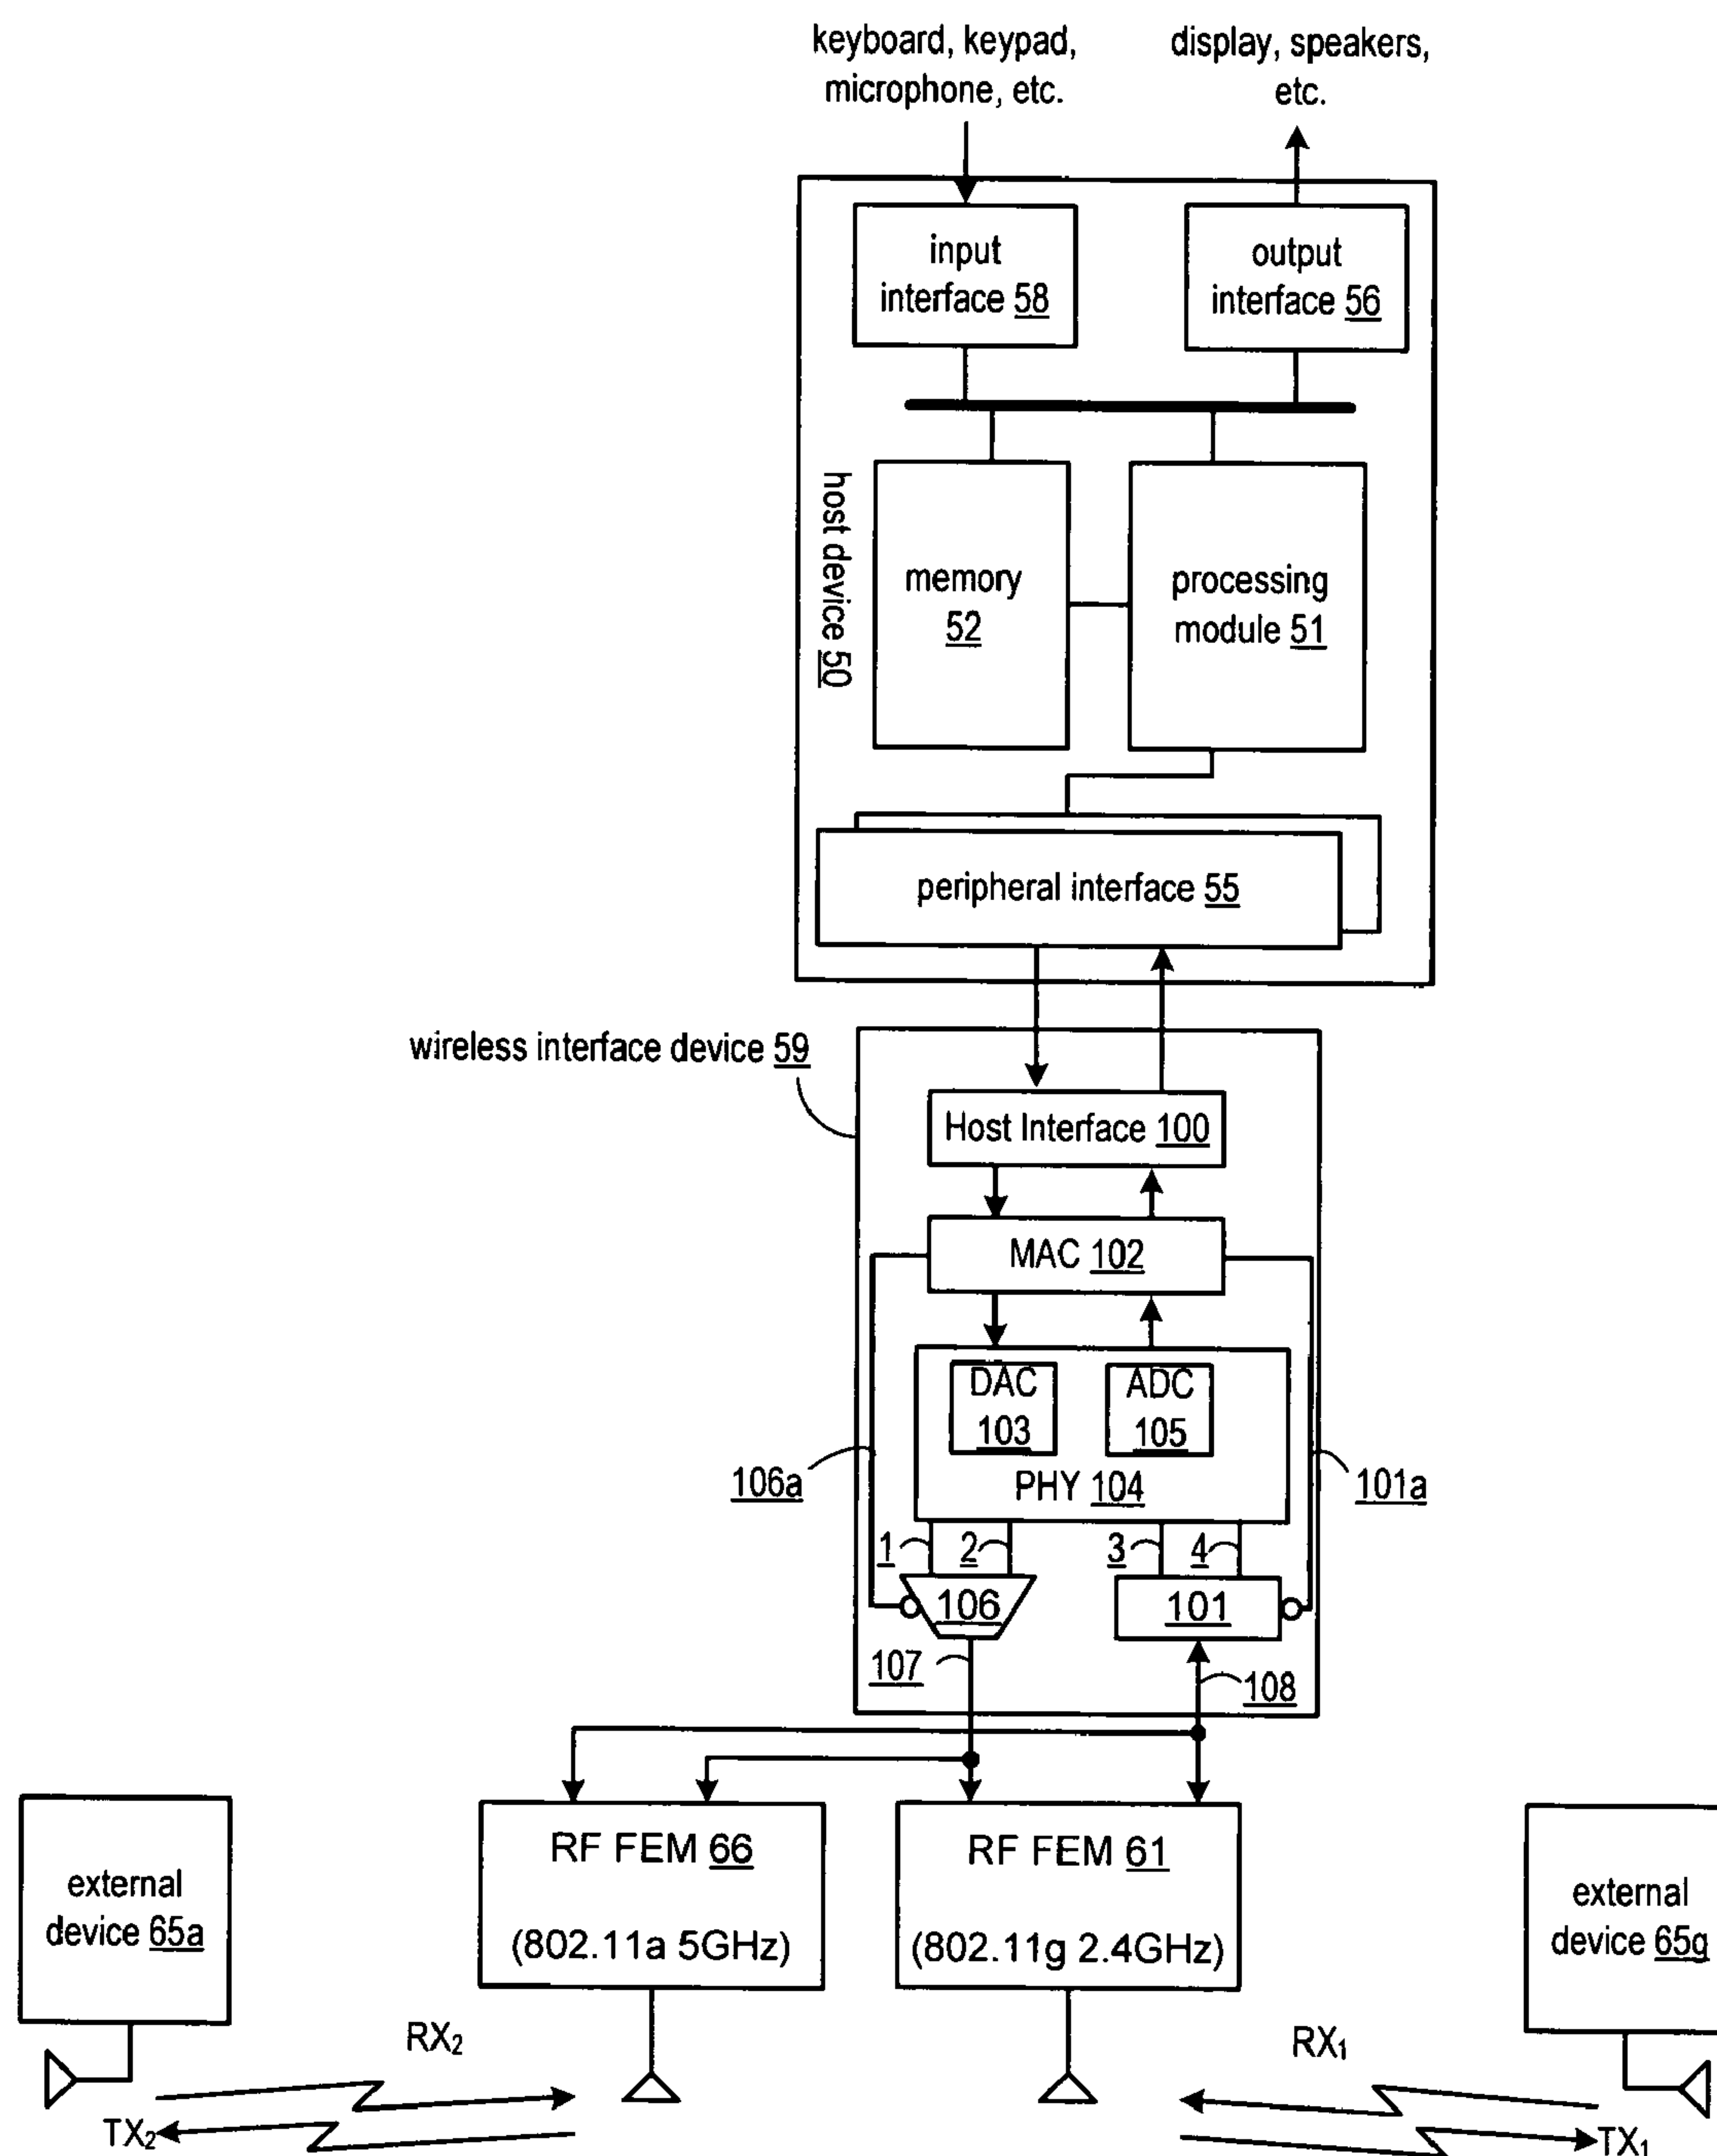 keyboard, keypad,
microphone, etc.
display, speakers,
etc.
input
interface 58
output
interface 56
host device 50
memory
52
processing
module 51
peripheral interface 55
wireless interface device 59
Host Interface 100
MAC 102
DAC
103
ADC
105
PHY 104
106a
101a
1
2
3
4
106
101
107
108
external
device 65a
RF FEM 66
(802.11a 5GHz)
RF FEM 61
(802.11g 2.4GHz)
external
device 65g
RX₂
RX₁
TX₂
TX₁